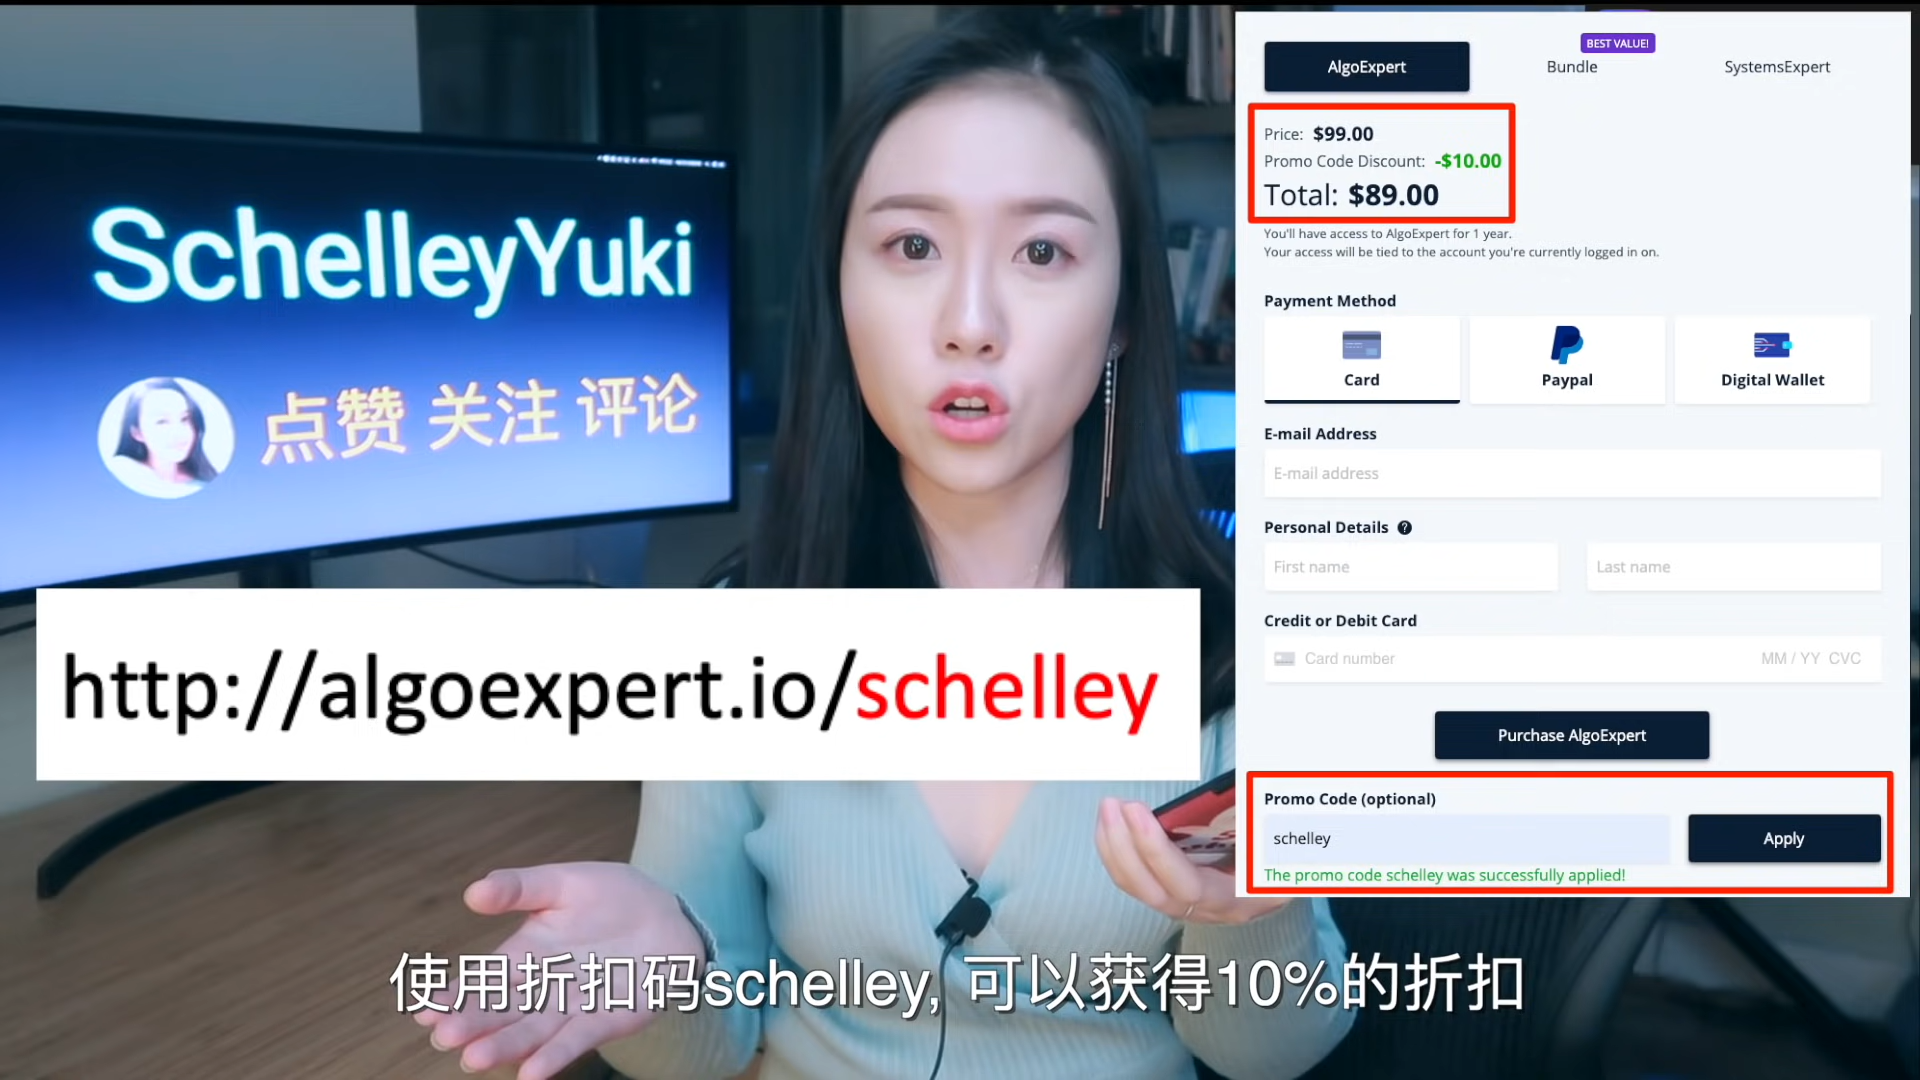 SchelleyYuki
点赞 关注 评论
http://algoexpert.io/schelley
AlgoExpert
BEST VALUE!
Bundle
SystemsExpert
Price: $99.00
Promo Code Discount: -$10.00
Total: $89.00
You'll have access to AlgoExpert for 1 year.
Your access will be tied to the account you're currently logged in on.
Payment Method
Card
Paypal
Digital Wallet
E-mail Address
E-mail address
Personal Details ?
First name
Last name
Credit or Debit Card
Card number
MM / YY CVC
Purchase AlgoExpert
Promo Code (optional)
schelley
Apply
The promo code schelley was successfully applied!
使用折扣码schelley, 可以获得10%的折扣